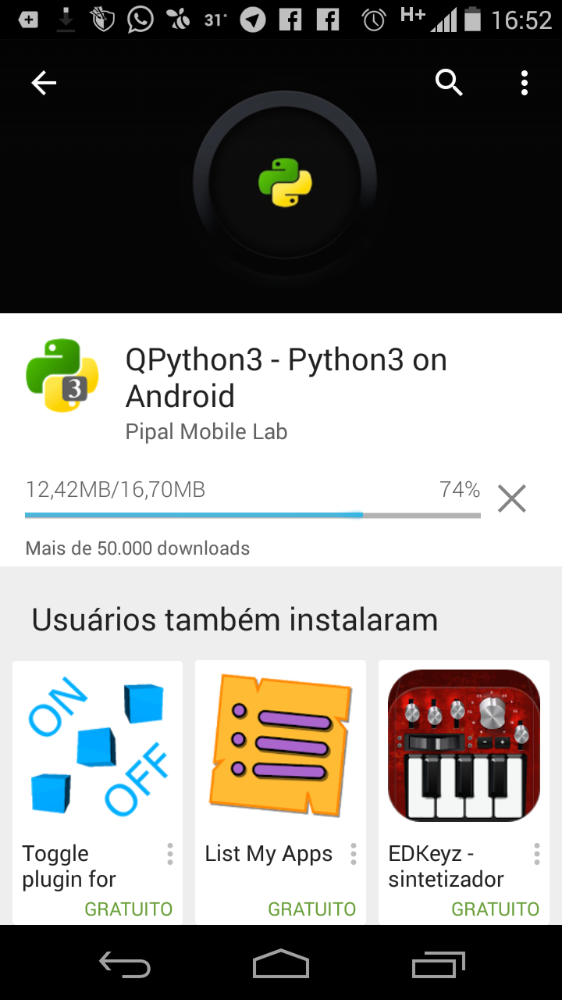 31° H+ 16:52
QPython3 - Python3 on
Android
3
Pipal Mobile Lab
12,42MB/16,70MB 74%
Mais de 50.000 downloads
Usuários também instalaram
ON
OFF
Toggle
plugin for
GRATUITO
List My Apps
GRATUITO
EDKeyz -
sintetizador
GRATUITO